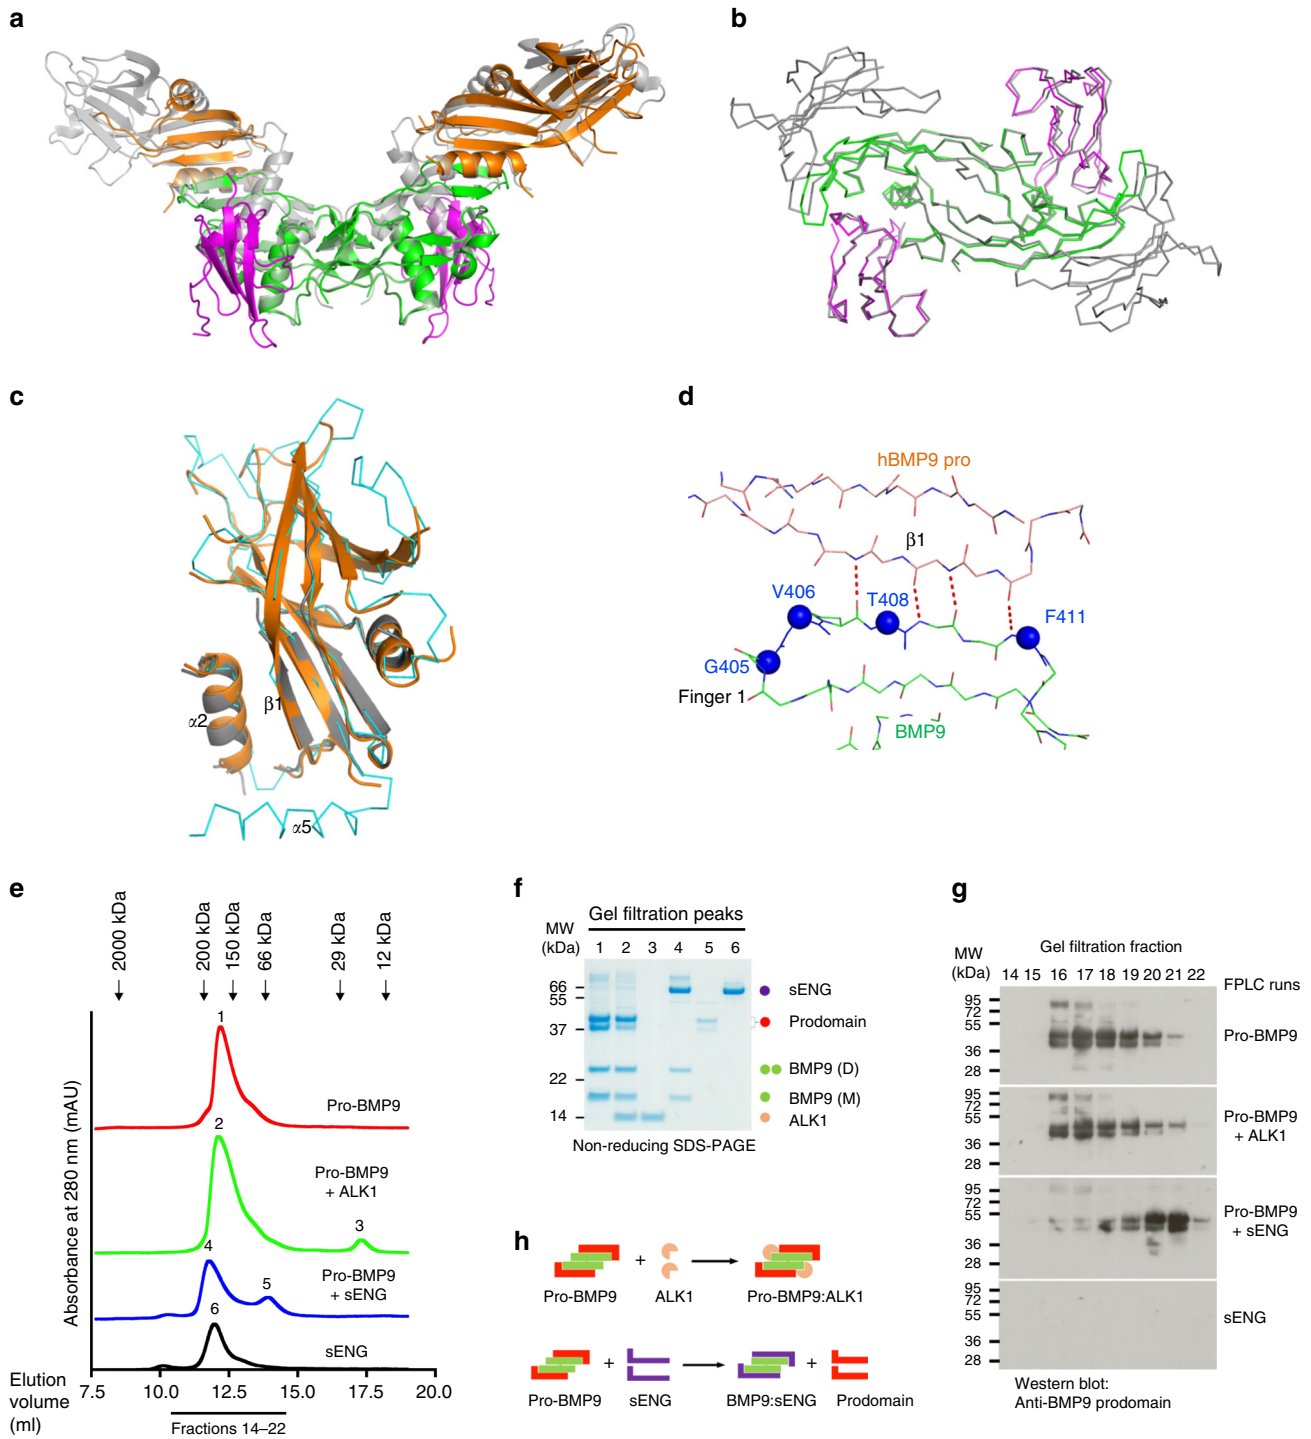 a
b
c
β1
α2
α5
d
hBMP9 pro
β1
V406
T408
F411
G405
Finger 1
BMP9
e
2000 kDa
200 kDa
150 kDa
66 kDa
29 kDa
12 kDa
Absorbance at 280 nm (mAU)
1
Pro-BMP9
2
Pro-BMP9
+ ALK1
3
4
Pro-BMP9
+ sENG
5
6
sENG
Elution
volume
(ml)
7.5 10.0 12.5 15.0 17.5 20.0
Fractions 14–22
f
Gel filtration peaks
MW
(kDa)
1 2 3 4 5 6
66
55
37
22
14
sENG
Prodomain
BMP9 (D)
BMP9 (M)
ALK1
Non-reducing SDS-PAGE
g
Gel filtration fraction
MW
(kDa)
14 15 16 17 18 19 20 21 22
FPLC runs
95
72
55
36
28
Pro-BMP9
95
72
55
36
28
Pro-BMP9
+ ALK1
95
72
55
36
28
Pro-BMP9
+ sENG
95
72
55
36
28
sENG
Western blot:
Anti-BMP9 prodomain
h
+
Pro-BMP9 ALK1 Pro-BMP9:ALK1
+ +
Pro-BMP9 sENG BMP9:sENG Prodomain